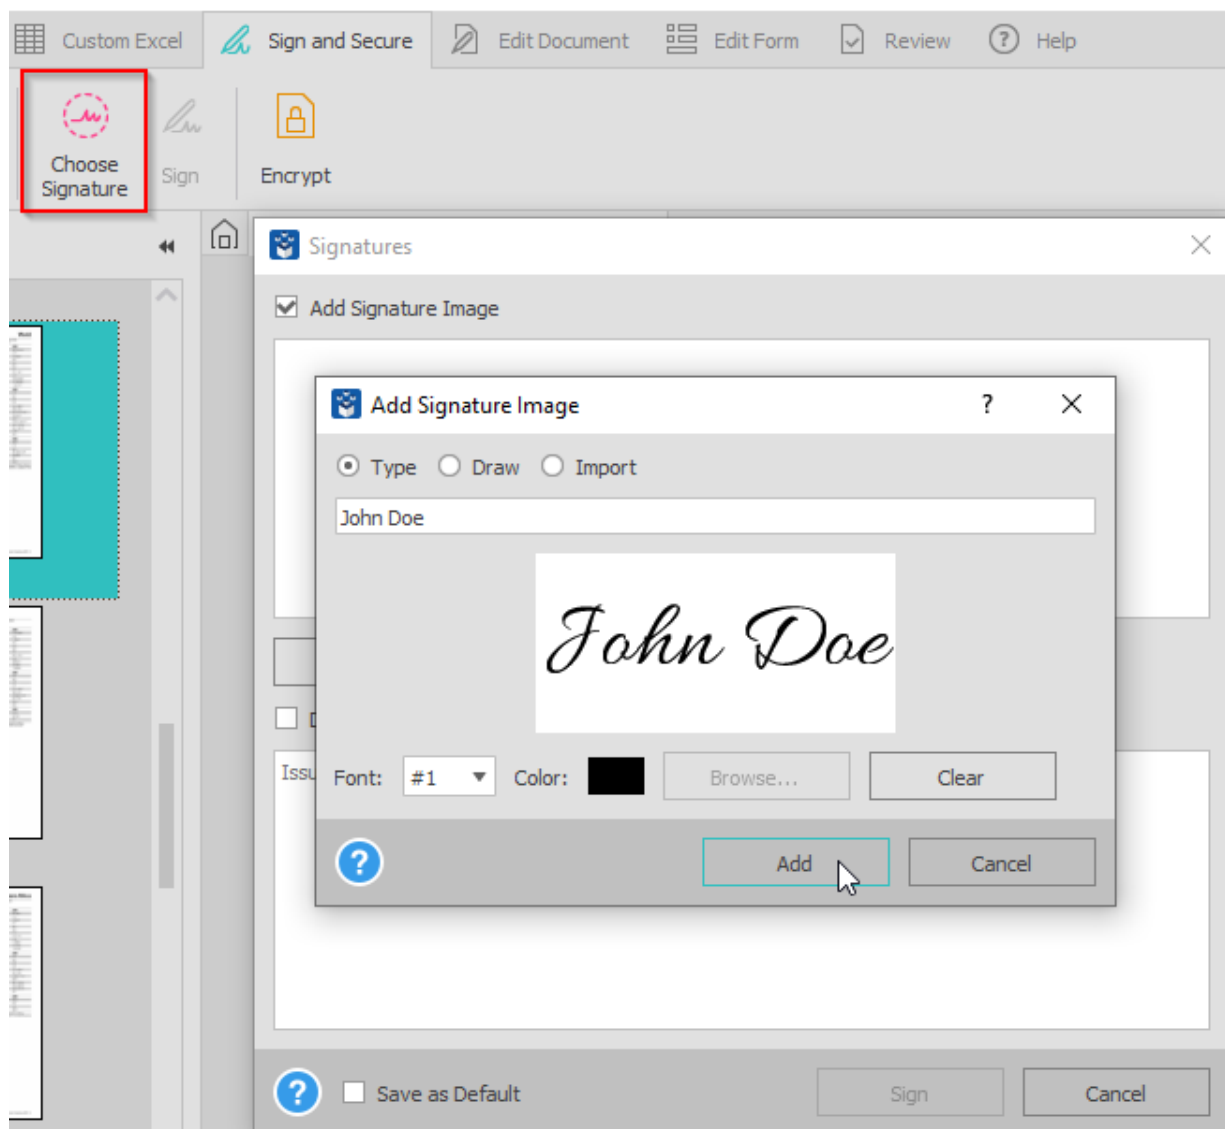 Custom Excel
Sign and Secure
Edit Document
Edit Form
Review
? Help
Choose
Signature
Sign
Encrypt
Signatures
Add Signature Image
Add Signature Image
?
Type
Draw
Import
John Doe
John Doe
Issu
Font:
#1
Color:
Browse...
Clear
?
Add
Cancel
?
Save as Default
Sign
Cancel